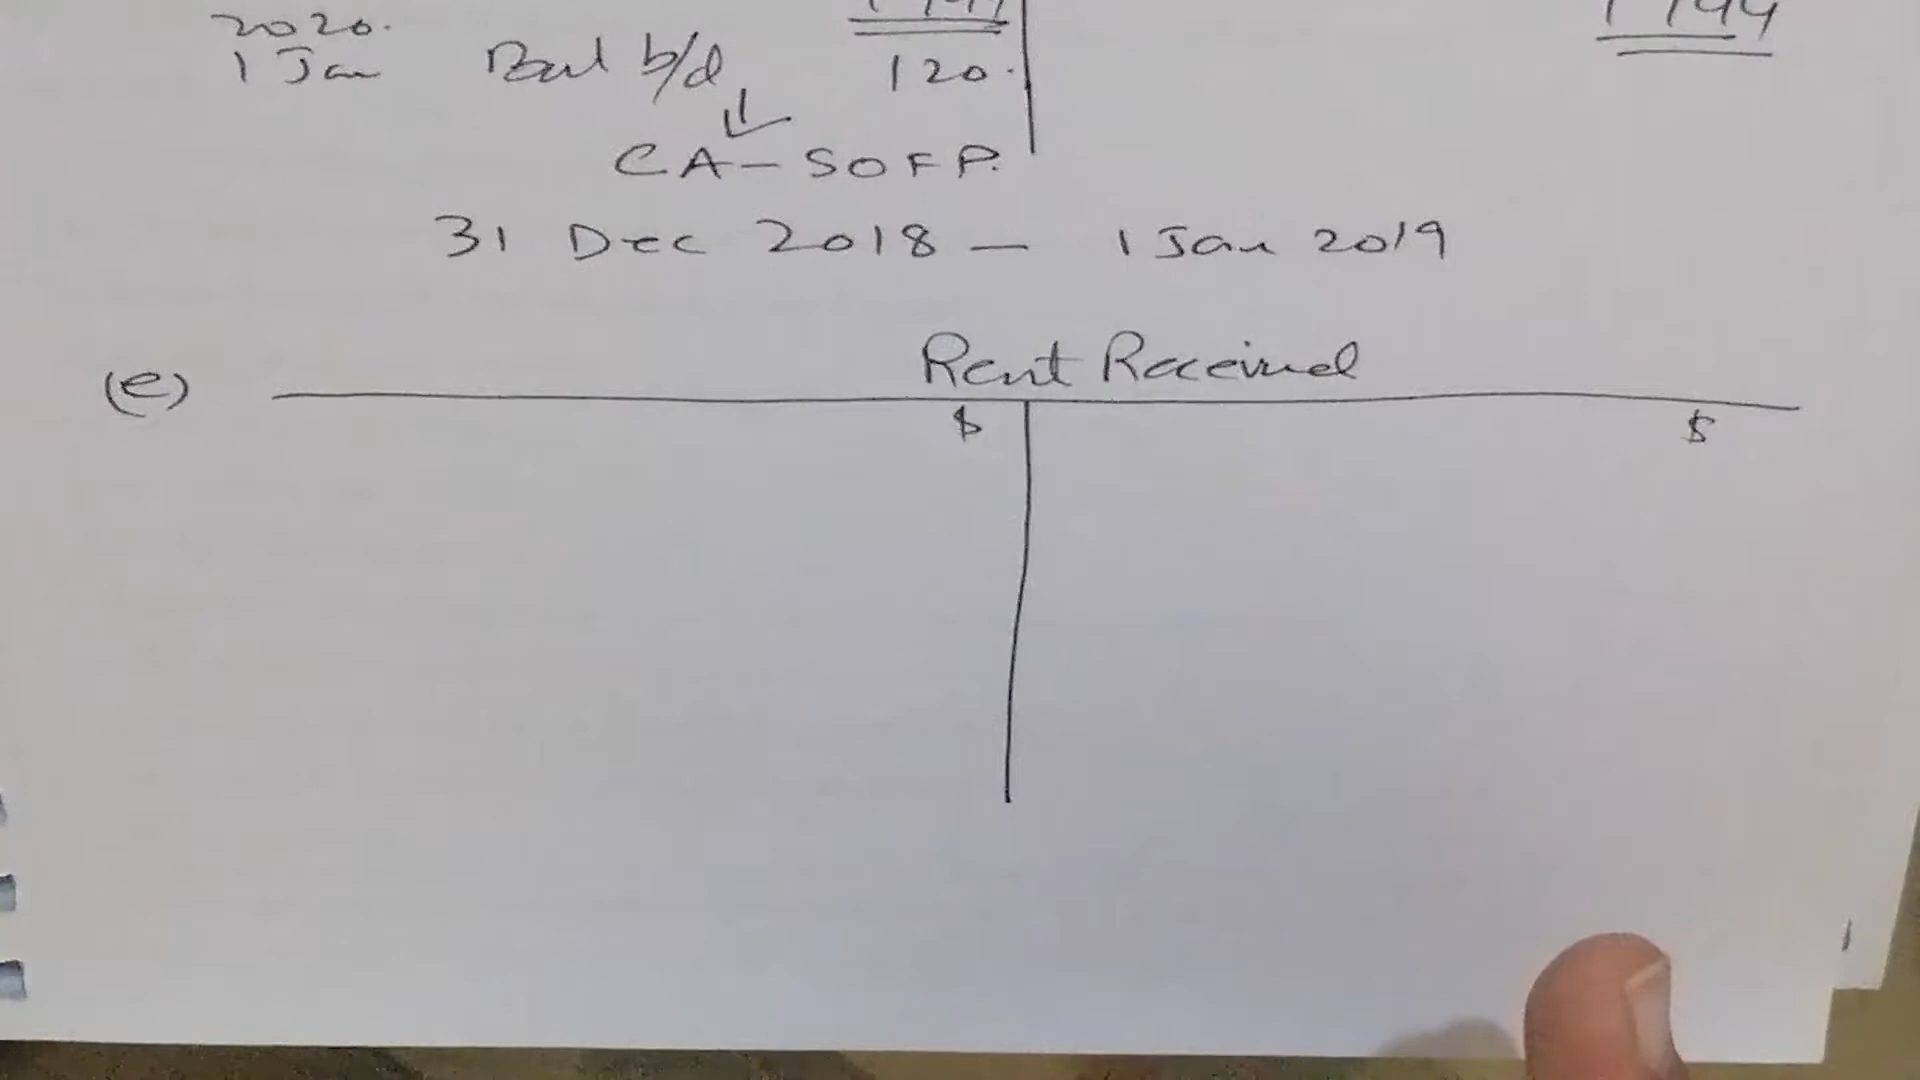 2020.
1 Jan Bal b/d 120.
CA - SOFP.
31 Dec 2018 - 1 Jan 2019
(e) Rent Received
$ $